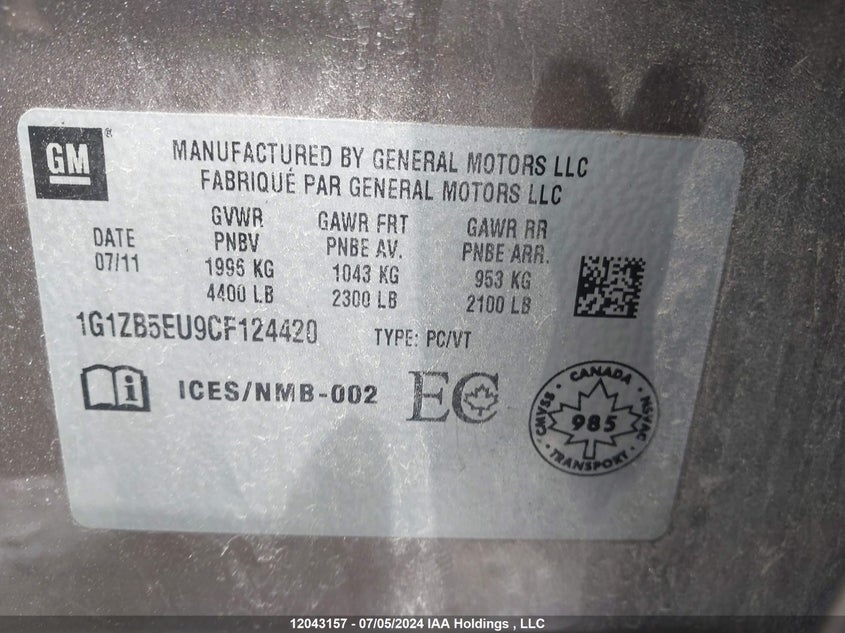 GM ®
MANUFACTURED BY GENERAL MOTORS LLC
FABRIQUÉ PAR GENERAL MOTORS LLC
DATE
07/11
GVWR
PNBV
1995 KG
4400 LB
GAWR FRT
PNBE AV.
1043 KG
2300 LB
GAWR RR
PNBE ARR.
953 KG
2100 LB
1G1ZB5EU9CF124420 TYPE: PC/VT
i ICES/NMB-002 EC
• CANADA •
CMVSS 985 NSVAC
• TRANSPORT •
12043157 - 07/05/2024 IAA Holdings , LLC